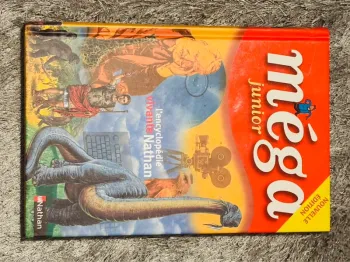 méga
junior
l'encyclopédie
vivante Nathan
NOUVELLE
ÉDITION
Nathan